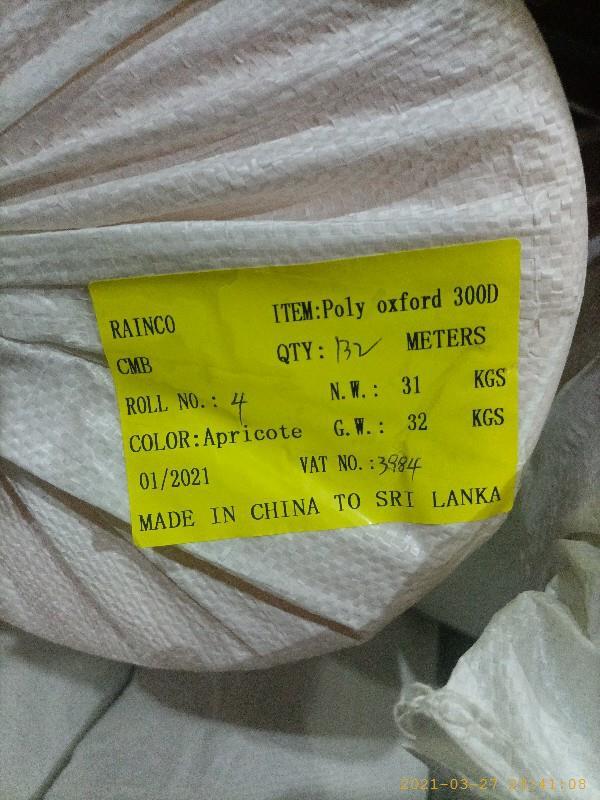 RAINCO ITEM:Poly oxford 300D
CMB QTY: 132 METERS
ROLL NO.: 4 N.W.: 31 KGS
COLOR:Apricote G.W.: 32 KGS
01/2021 VAT NO.:3984
MADE IN CHINA TO SRI LANKA
2021-03-27 :41:08